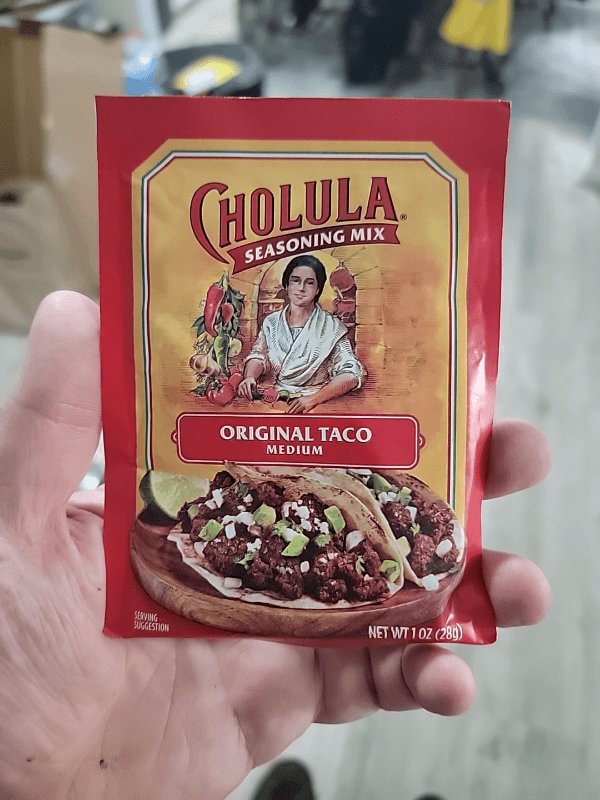 CHOLULA®
SEASONING MIX
ORIGINAL TACO
MEDIUM
SERVING
SUGGESTION
NET WT 1 OZ (28g)